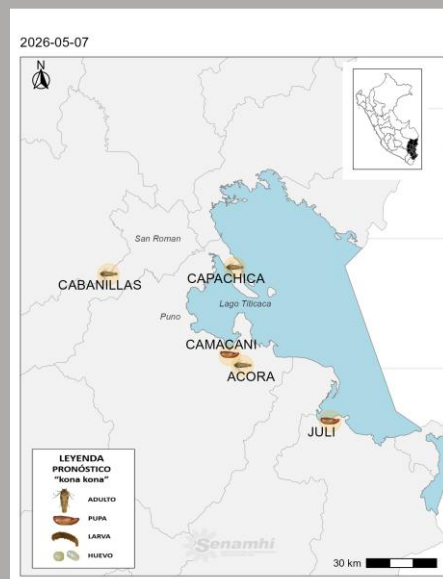 2026-05-07
N
San Roman
CABANILLAS
CAPACHICA
Lago Titicaca
Puno
CAMACANI
ACORA
JULI
LEYENDA
PRONÓSTICO
"kona kona"
ADULTO
PUPA
LARVA
HUEVO
Senamhi
30 km